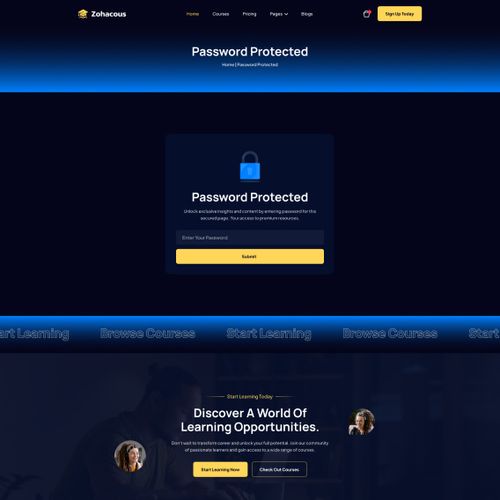 Zohacous
Home
Courses
Pricing
Pages
Blogs
Sign Up Today
Password Protected
Home | Password Protected
Password Protected
Unlock exclusive insights and content by entering password for this
secured page. Your access to premium resources.
Enter Your Password
Submit
art Learning
Browse Courses
Start Learning
Browse Courses
Start
Start Learning Today
Discover A World Of
Learning Opportunities.
Don't wait to transform career and unlock your full potential. Join our community
of passionate learners and gain access to a wide range of courses.
Start Learning Now
Check Out Courses